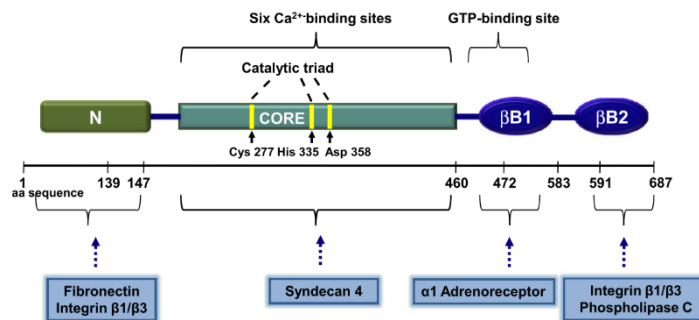 Six Ca²⁺-binding sites
GTP-binding site
Catalytic triad
N
CORE
βB1
βB2
Cys 277 His 335 Asp 358
1
139
147
460
472
583
591
687
aa sequence
Fibronectin
Integrin β1/β3
Syndecan 4
α1 Adrenoreceptor
Integrin β1/β3
Phospholipase C